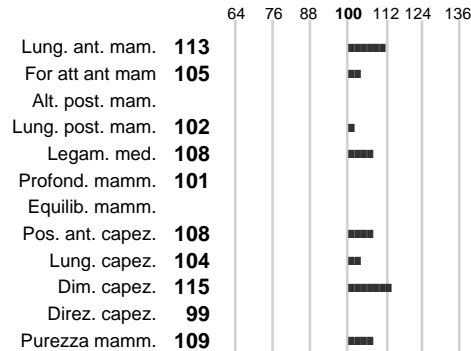 64 76 88 100 112 124 136
Lung. ant. mam. 113
For att ant mam 105
Alt. post. mam.
Lung. post. mam. 102
Legam. med. 108
Profond. mamm. 101
Equilib. mamm.
Pos. ant. capez. 108
Lung. capez. 104
Dim. capez. 115
Direz. capez. 99
Purezza mamm. 109